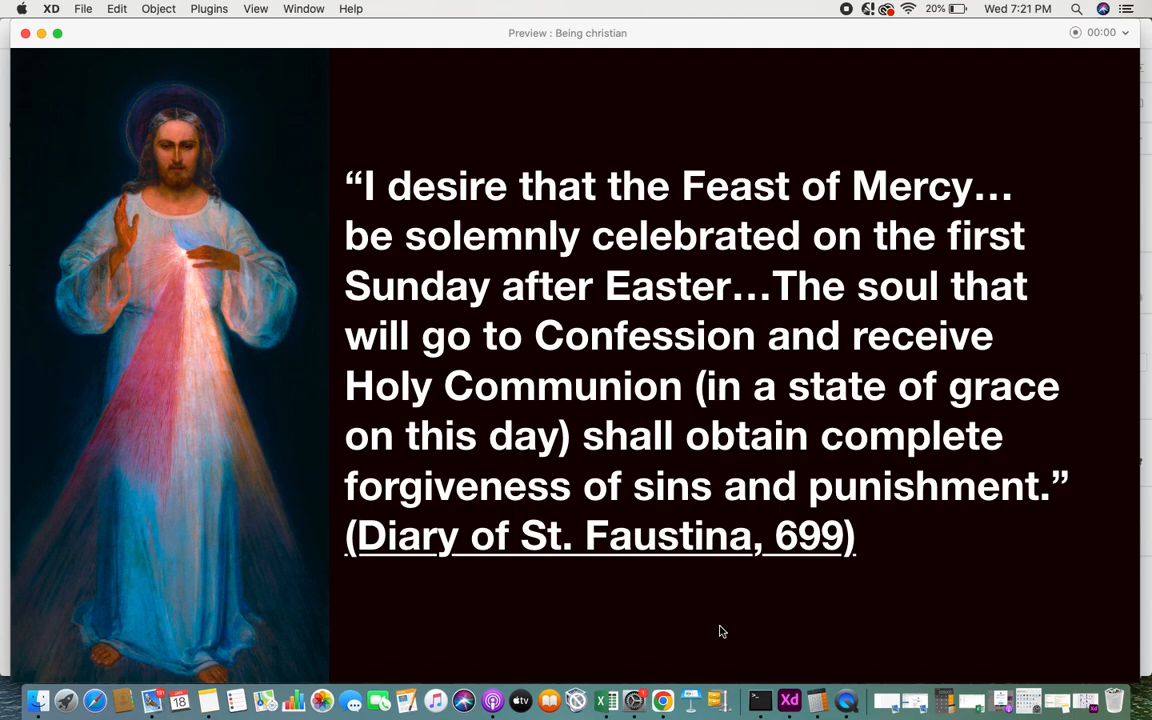 XD File Edit Object Plugins View Window Help 20% Wed 7:21 PM
Preview : Being christian 00:00
“I desire that the Feast of Mercy…
be solemnly celebrated on the first
Sunday after Easter…The soul that
will go to Confession and receive
Holy Communion (in a state of grace
on this day) shall obtain complete
forgiveness of sins and punishment.”
(Diary of St. Faustina, 699)
18
tv
Xd